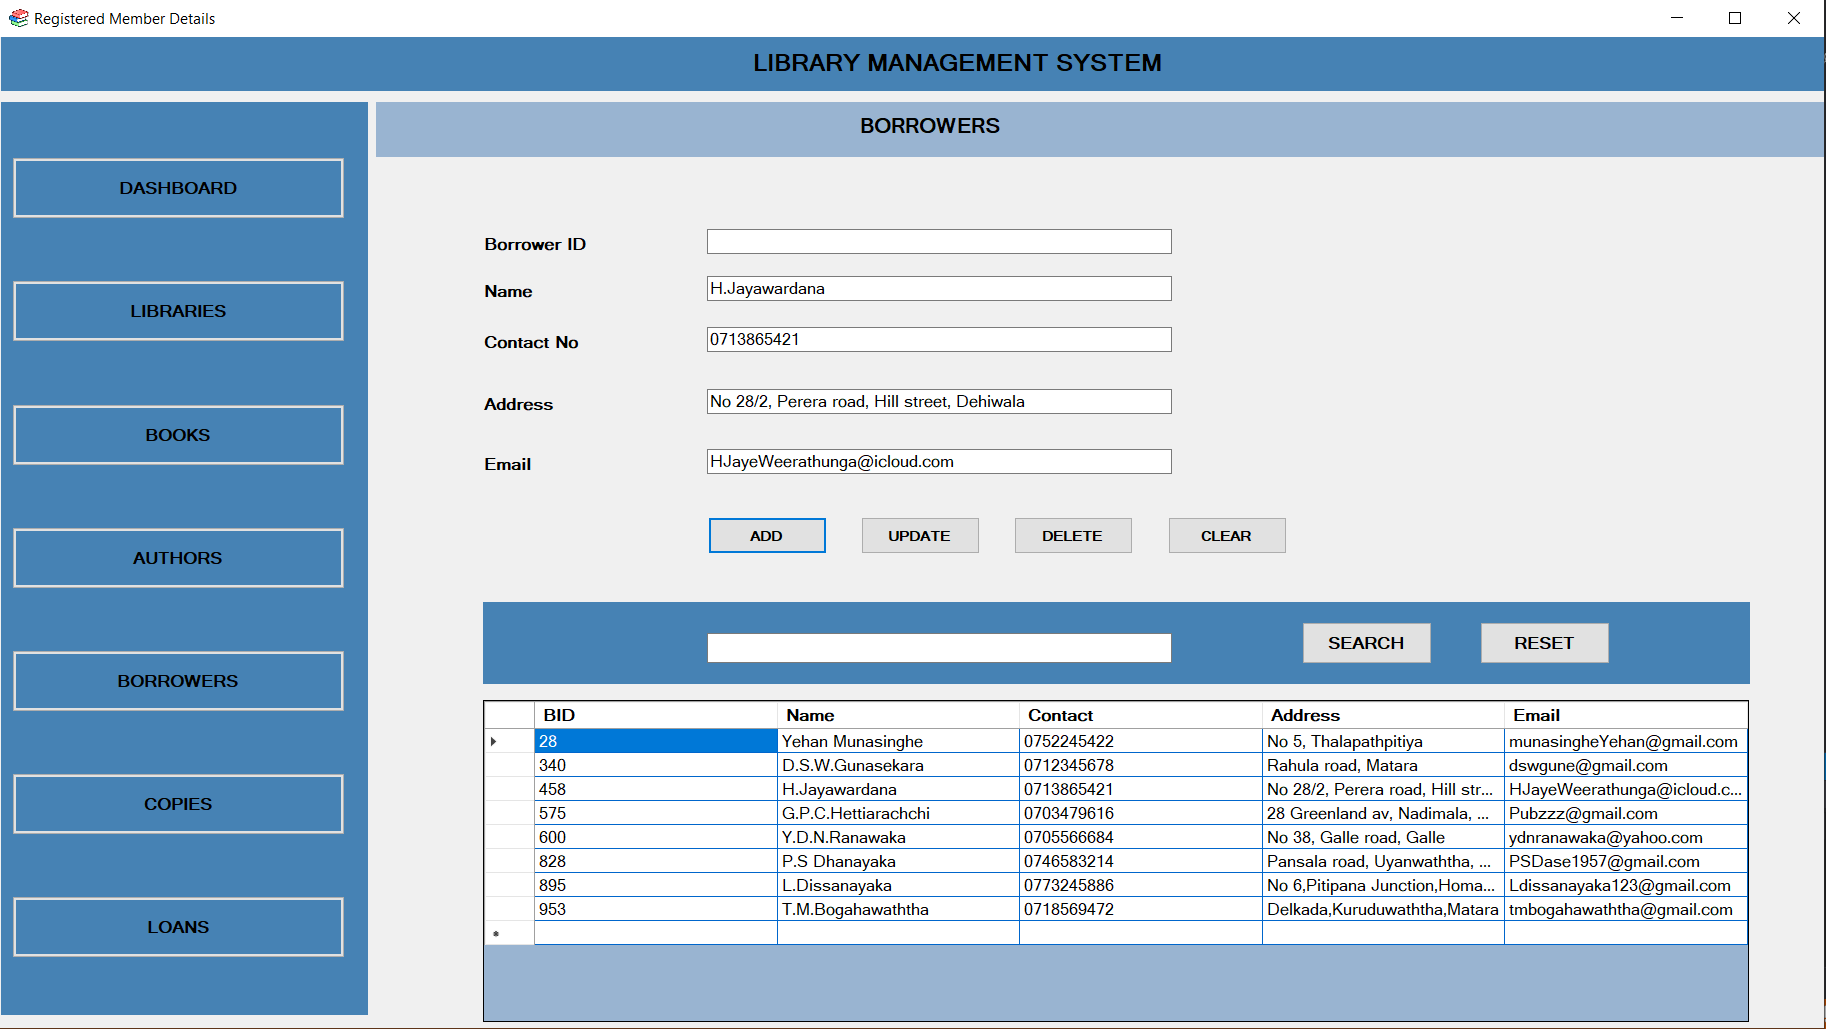 Registered Member Details
LIBRARY MANAGEMENT SYSTEM
DASHBOARD
LIBRARIES
BOOKS
AUTHORS
BORROWERS
COPIES
LOANS
BORROWERS
Borrower ID
Name H.Jayawardana
Contact No 0713865421
Address No 28/2, Perera road, Hill street, Dehiwala
Email HJayeWeerathunga@icloud.com
ADD UPDATE DELETE CLEAR
SEARCH RESET
BID Name Contact Address Email
28 Yehan Munasinghe 0752245422 No 5, Thalapathpitiya munasingheYehan@gmail.com
340 D.S.W.Gunasekara 0712345678 Rahula road, Matara dswgune@gmail.com
458 H.Jayawardana 0713865421 No 28/2, Perera road, Hill str... HJayeWeerathunga@icloud.c...
575 G.P.C.Hettiarachchi 0703479616 28 Greenland av, Nadimala, ... Pubzzz@gmail.com
600 Y.D.N.Ranawaka 0705566684 No 38, Galle road, Galle ydnranawaka@yahoo.com
828 P.S Dhanayaka 0746583214 Pansala road, Uyanwaththa, ... PSDase1957@gmail.com
895 L.Dissanayaka 0773245886 No 6,Pitipana Junction,Homa... Ldissanayaka123@gmail.com
953 T.M.Bogahawaththa 0718569472 Delkada,Kuruduwaththa,Matara tmbogahawaththa@gmail.com